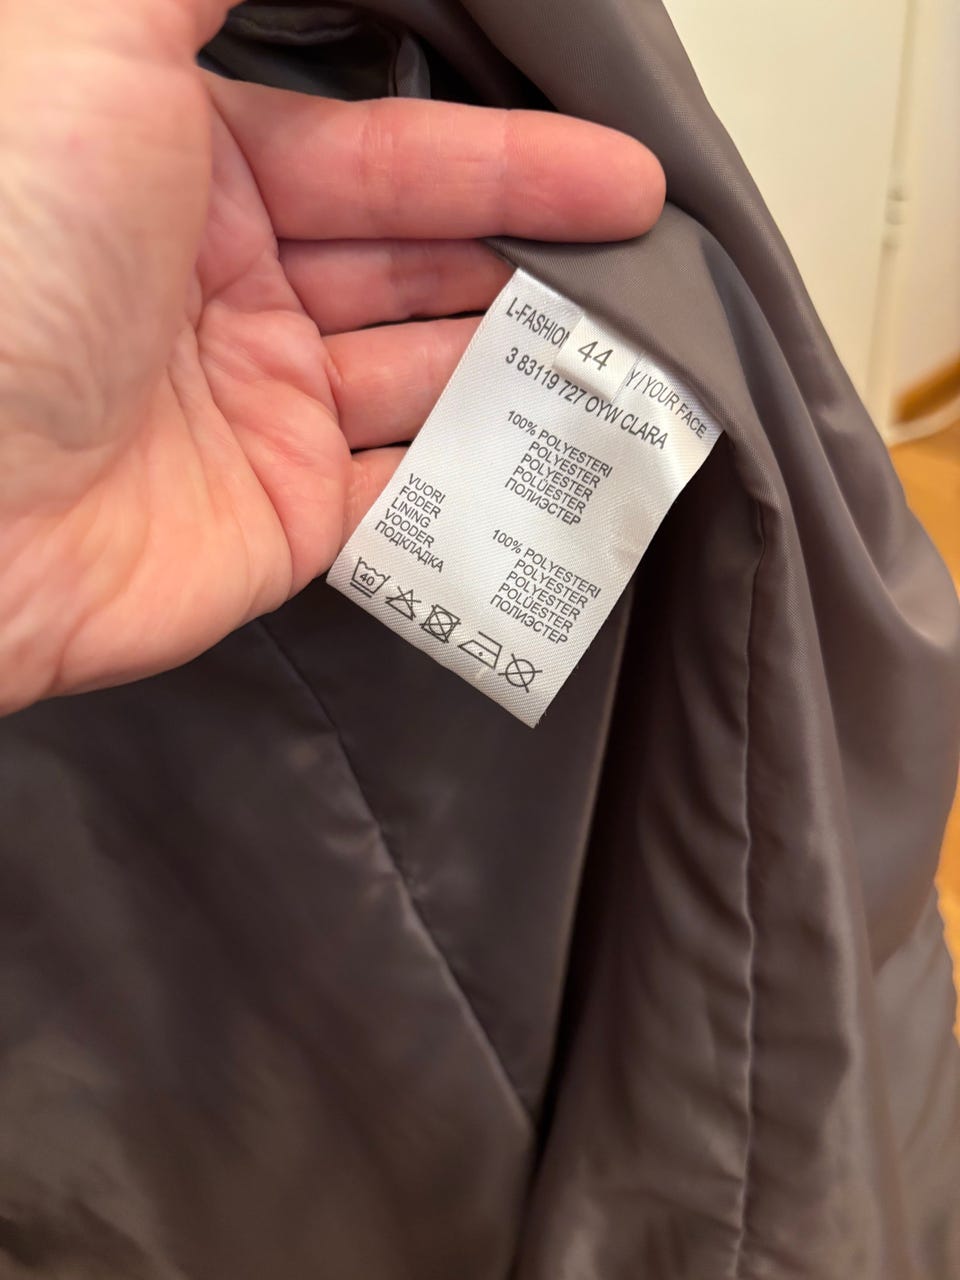 L-FASHIO
44
Y/YOUR FACE
3 83119 727 OYW CLARA
100% POLYESTERI
POLYESTER
POLYESTER
POLÜESTER
ПОЛИЭСТЕР
VUORI
FODER
LINING
VOODER
ПОДКЛАДКА
100% POLYESTERI
POLYESTER
POLYESTER
POLÜESTER
ПОЛИЭСТЕР
40